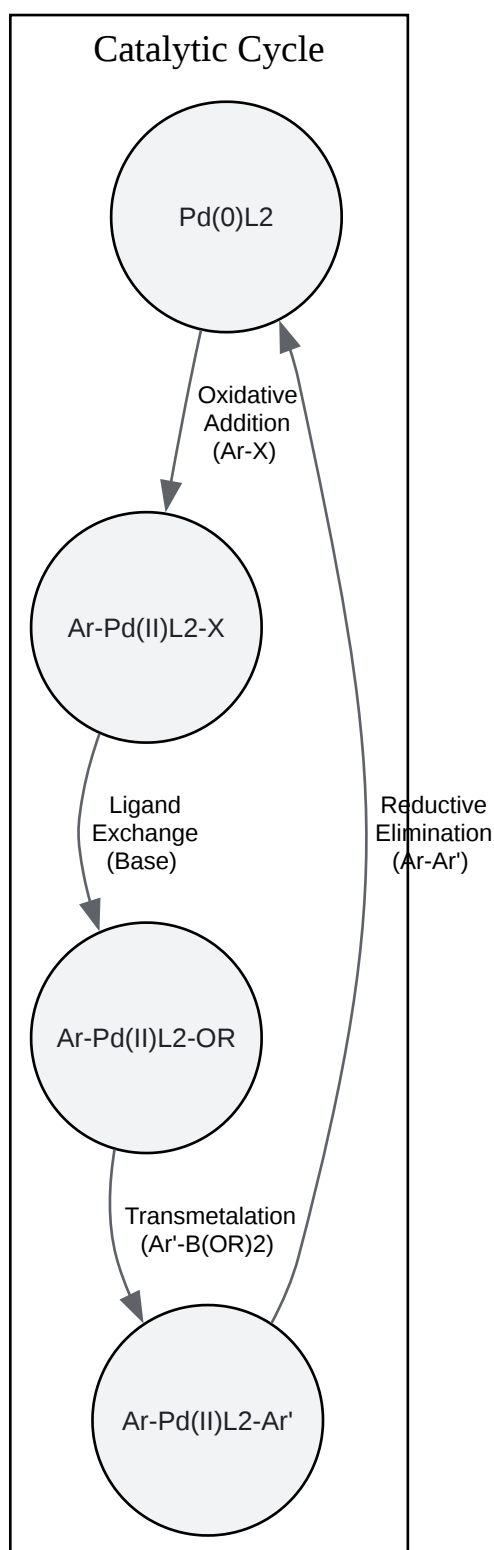 Catalytic Cycle
Pd(0)L2
Oxidative
Addition
(Ar-X)
Ar-Pd(II)L2-X
Ligand
Exchange
(Base)
Reductive
Elimination
(Ar-Ar')
Ar-Pd(II)L2-OR
Transmetalation
(Ar'-B(OR)2)
Ar-Pd(II)L2-Ar'